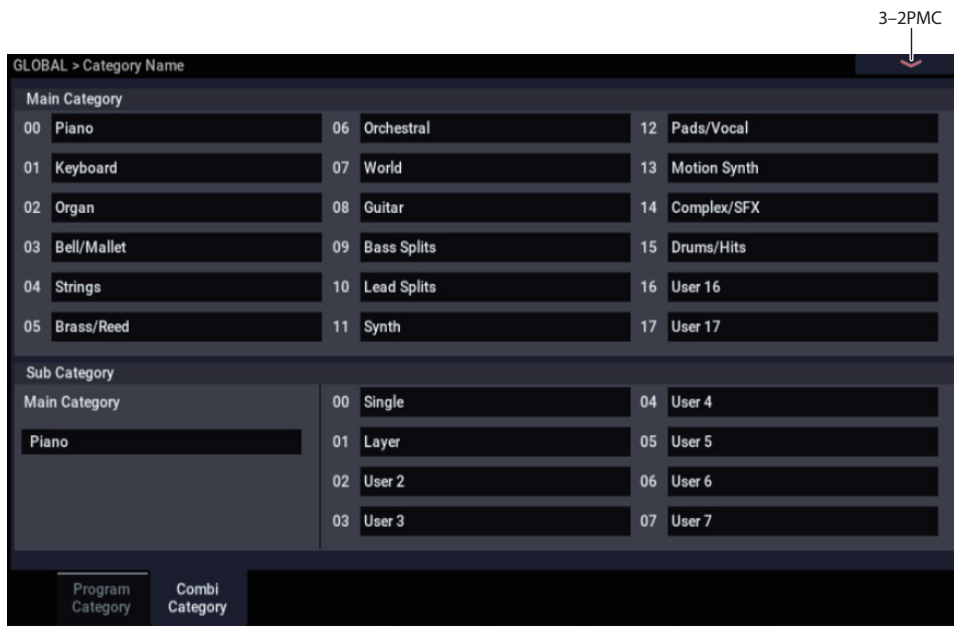 3–2PMC
GLOBAL > Category Name
Main Category
00 Piano 06 Orchestral 12 Pads/Vocal
01 Keyboard 07 World 13 Motion Synth
02 Organ 08 Guitar 14 Complex/SFX
03 Bell/Mallet 09 Bass Splits 15 Drums/Hits
04 Strings 10 Lead Splits 16 User 16
05 Brass/Reed 11 Synth 17 User 17
Sub Category
Main Category 00 Single 04 User 4
Piano 01 Layer 05 User 5
02 User 2 06 User 6
03 User 3 07 User 7
Program Combi
Category Category